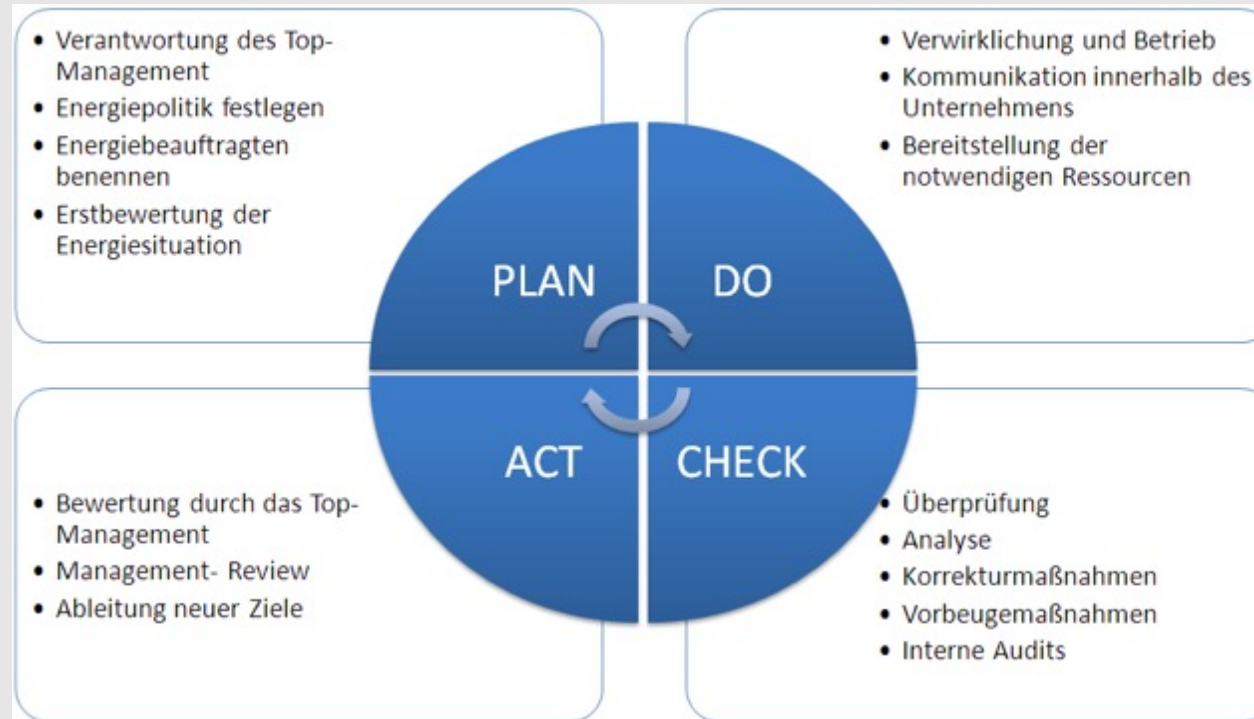 • Verantwortung des Top-
Management
• Energiepolitik festlegen
• Energiebeauftragten
benennen
• Erstbewertung der
Energiesituation
• Verwirklichung und Betrieb
• Kommunikation innerhalb des
Unternehmens
• Bereitstellung der
notwendigen Ressourcen
PLAN
DO
ACT
CHECK
• Bewertung durch das Top-
Management
• Management- Review
• Ableitung neuer Ziele
• Überprüfung
• Analyse
• Korrekturmaßnahmen
• Vorbeugemaßnahmen
• Interne Audits